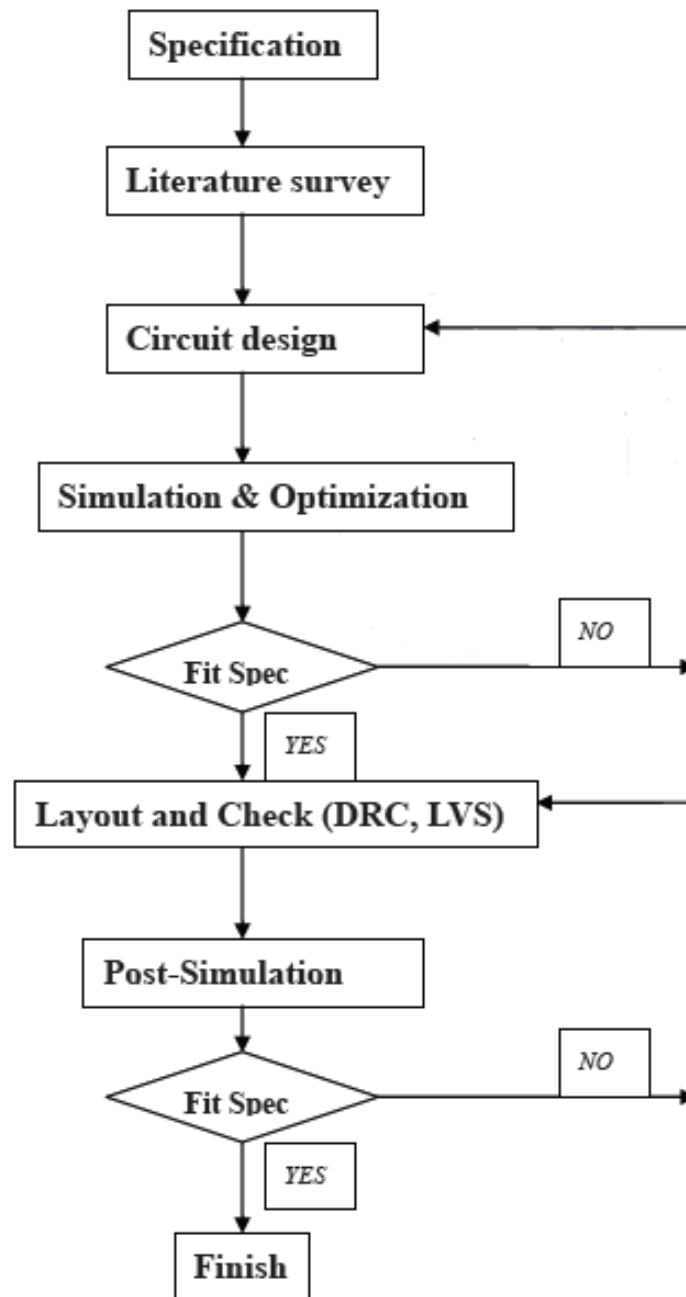 Specification
Literature survey
Circuit design
Simulation & Optimization
Fit Spec
NO
YES
Layout and Check (DRC, LVS)
Post-Simulation
Fit Spec
NO
YES
Finish